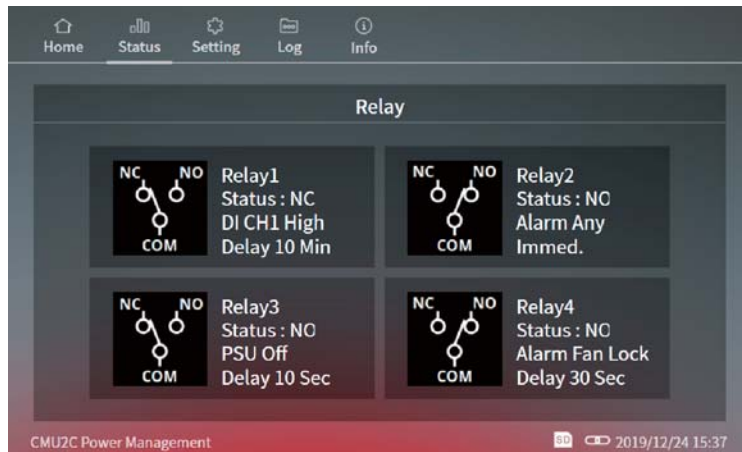 Home Status Setting Log Info
Relay
NC NO
COM
Relay1
Status : NC
DI CH1 High
Delay 10 Min
NC NO
COM
Relay2
Status : NO
Alarm Any
Immed.
NC NO
COM
Relay3
Status : NO
PSU Off
Delay 10 Sec
NC NO
COM
Relay4
Status : NO
Alarm Fan Lock
Delay 30 Sec
CMU2C Power Management
SD 2019/12/24 15:37